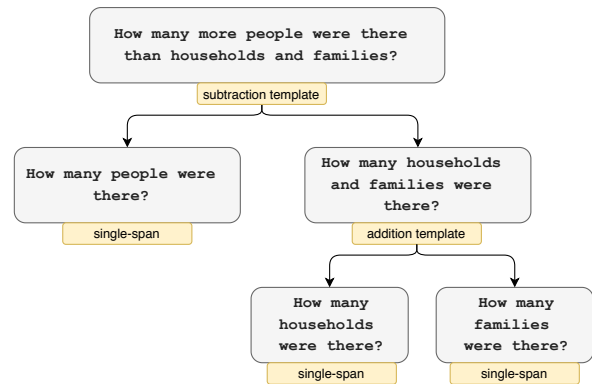 How many more people were there
than households and families?
subtraction template
How many people were
there?
single-span
How many households
and families were
there?
addition template
How many
households
were there?
single-span
How many
families
were there?
single-span